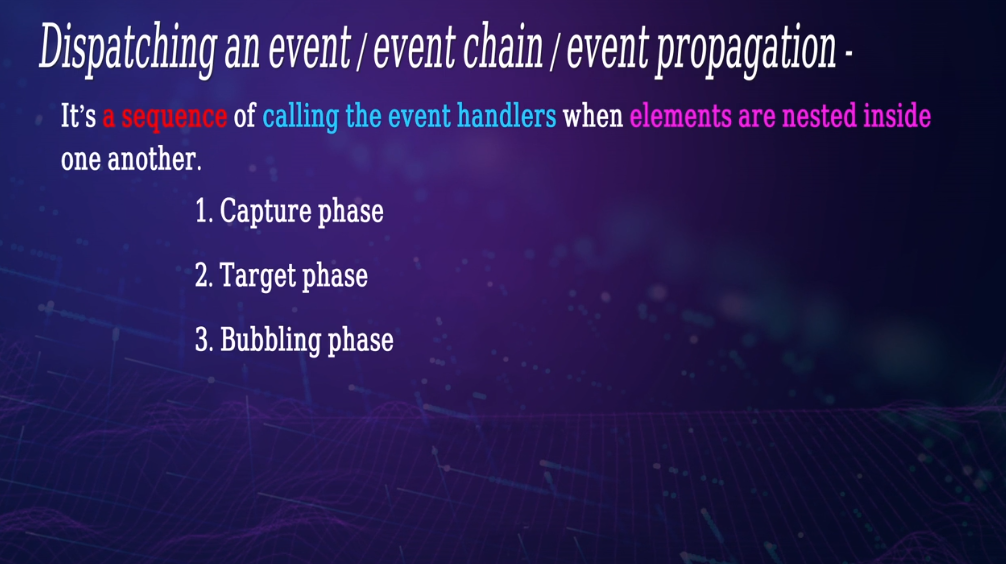 Dispatching an event / event chain / event propagation -
It's a sequence of calling the event handlers when elements are nested inside
one another.
1. Capture phase
2. Target phase
3. Bubbling phase